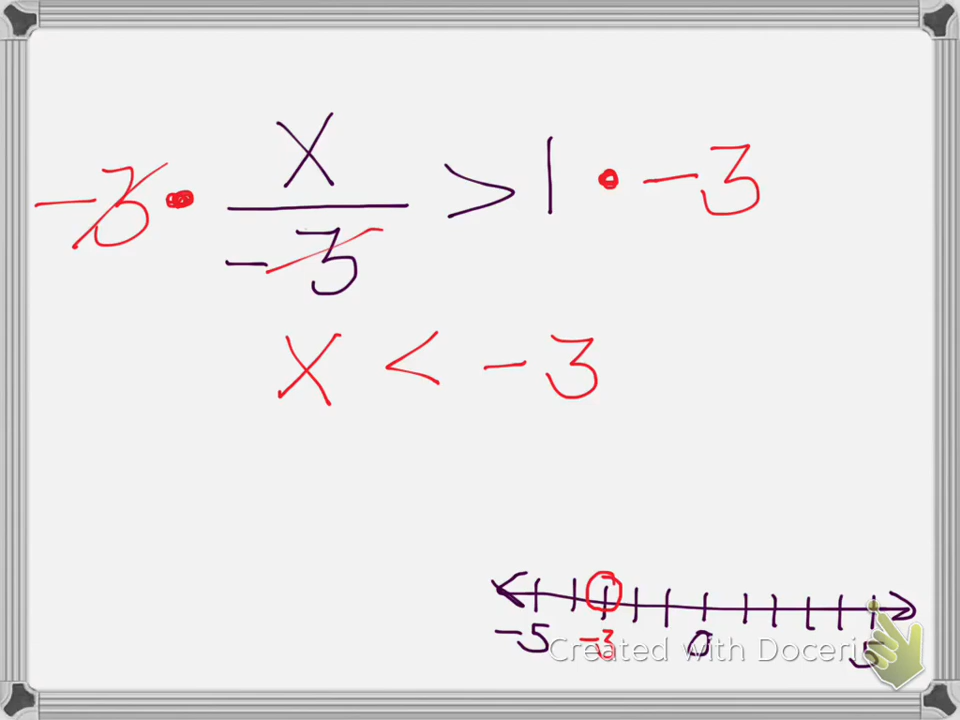 -3 • x/-3 > 1 • -3
x < -3
-5 -3 0 5
Created with Doceri